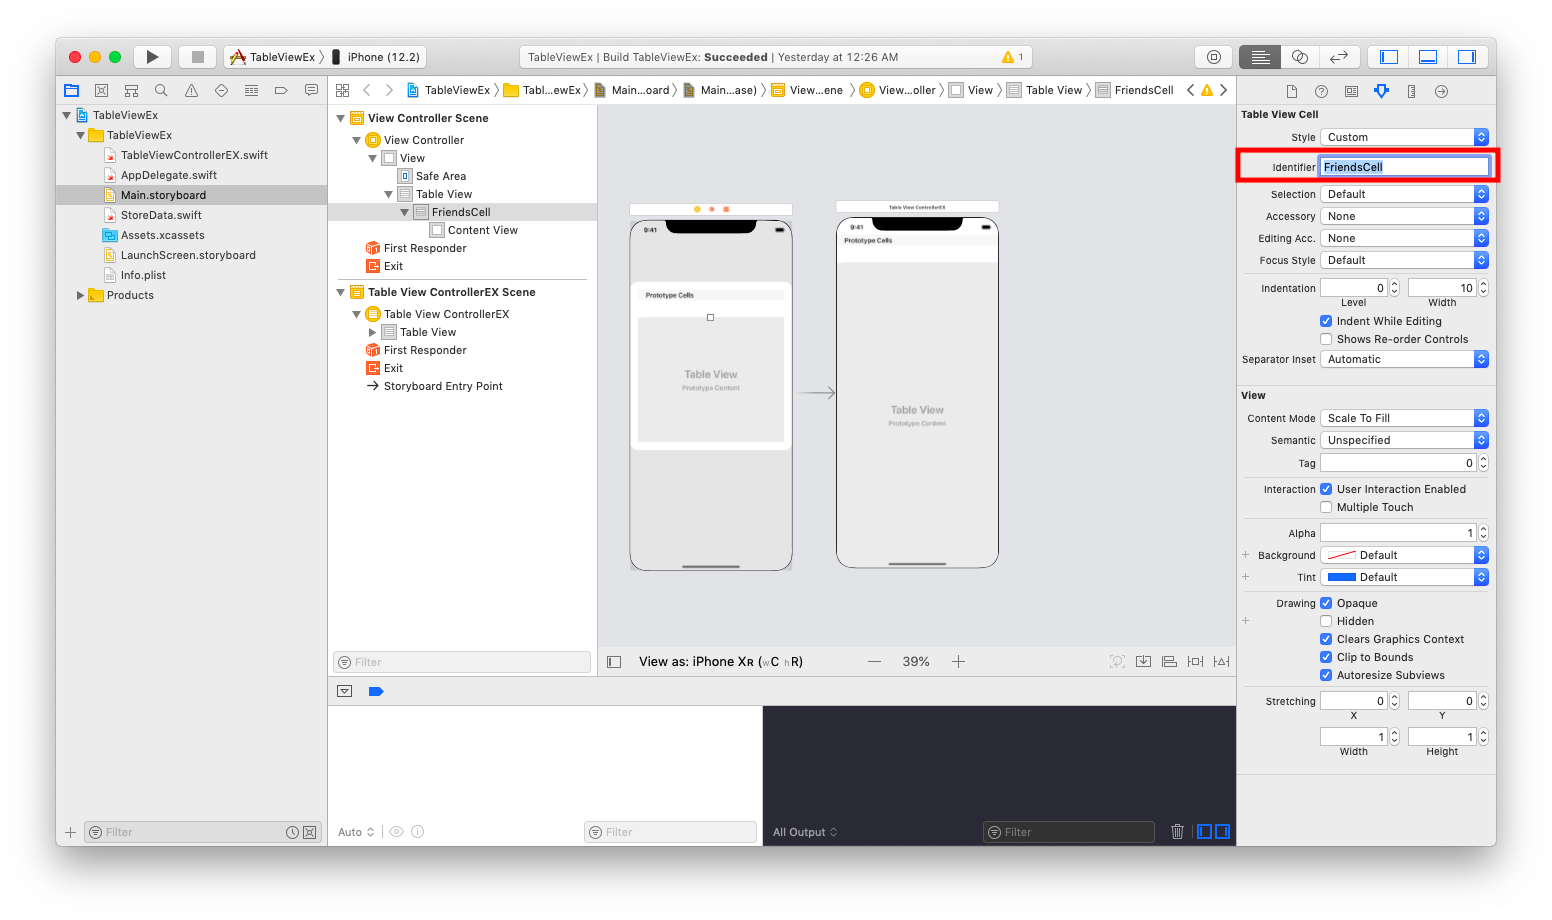 TableViewEx iPhone (12.2)
TableViewEx | Build TableViewEx: Succeeded | Yesterday at 12:26 AM 1
TableViewEx Tabl...ewEx Main...oard Main...ase) View...ene View...oller View Table View FriendsCell
TableViewEx
TableViewEx
TableViewControllerEX.swift
AppDelegate.swift
Main.storyboard
StoreData.swift
Assets.xcassets
LaunchScreen.storyboard
Info.plist
Products
Filter
View Controller Scene
View Controller
View
Safe Area
Table View
FriendsCell
Content View
First Responder
Exit
Table View ControllerEX Scene
Table View ControllerEX
Table View
First Responder
Exit
Storyboard Entry Point
Filter
9:41
Prototype Cells
Table View
Prototype Content
Table View ControllerEX
9:41
Prototype Cells
Table View
Prototype Content
View as: iPhone XR (wC hR)
39%
Auto
Filter
All Output
Filter
Table View Cell
Style Custom
Identifier FriendsCell
Selection Default
Accessory None
Editing Acc. None
Focus Style Default
Indentation 0 10
Level Width
Indent While Editing
Shows Re-order Controls
Separator Inset Automatic
View
Content Mode Scale To Fill
Semantic Unspecified
Tag 0
Interaction User Interaction Enabled
Multiple Touch
Alpha 1
Background Default
Tint Default
Drawing Opaque
Hidden
Clears Graphics Context
Clip to Bounds
Autoresize Subviews
Stretching 0 0
X Y
1 1
Width Height